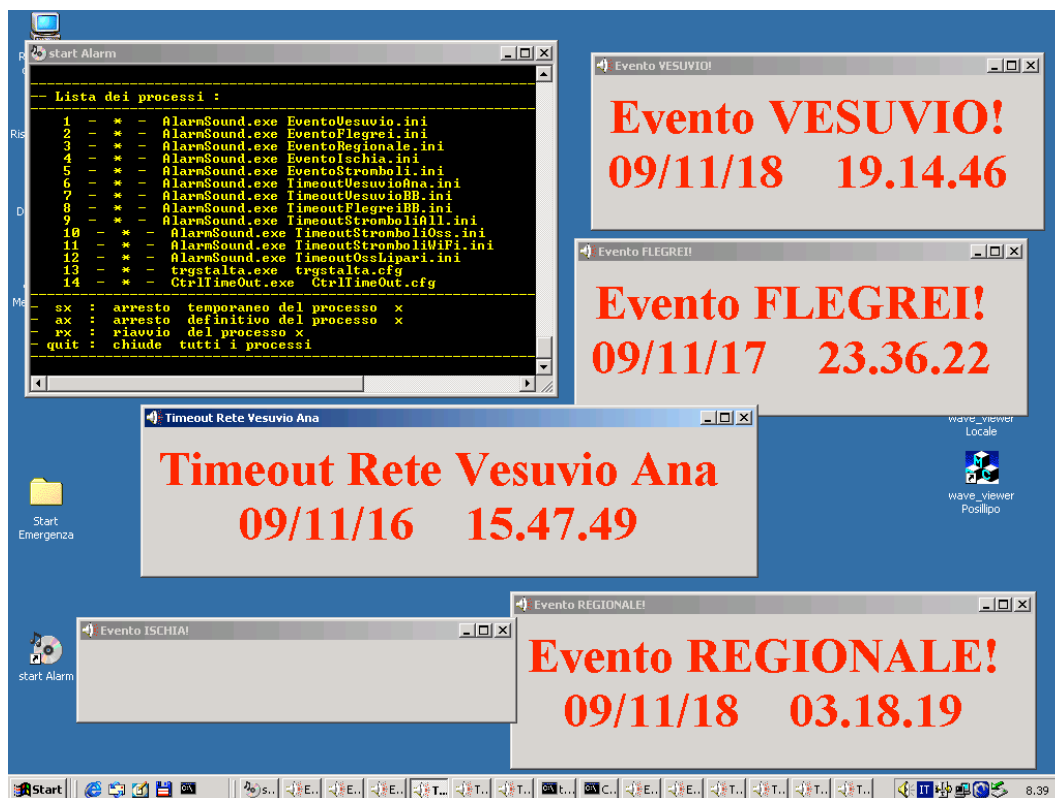 start Alarm
-- Lista dei processi :
1 - * - AlarmSound.exe EventoVesuvio.ini
2 - * - AlarmSound.exe EventoFlegrei.ini
3 - * - AlarmSound.exe EventoRegionale.ini
4 - * - AlarmSound.exe EventoIschia.ini
5 - * - AlarmSound.exe EventoStromboli.ini
6 - * - AlarmSound.exe TimeoutVesuvioAna.ini
7 - * - AlarmSound.exe TimeoutVesuvioBB.ini
8 - * - AlarmSound.exe TimeoutFlegreiBB.ini
9 - * - AlarmSound.exe TimeoutStromboliAll.ini
10 - * - AlarmSound.exe TimeoutStromboliOss.ini
11 - * - AlarmSound.exe TimeoutStromboliWiFi.ini
12 - * - AlarmSound.exe TimeoutOssLipari.ini
13 - * - trgstalta.exe trgstalta.cfg
14 - * - CtrlTimeOut.exe CtrlTimeOut.cfg
- sx : arresto temporaneo del processo x
- ax : arresto definitivo del processo x
- rx : riavvio del processo x
- quit : chiude tutti i processi
Evento VESUVIO!
Evento VESUVIO!
09/11/18 19.14.46
Evento FLEGREI!
Evento FLEGREI!
09/11/17 23.36.22
Timeout Rete Vesuvio Ana
Timeout Rete Vesuvio Ana
09/11/16 15.47.49
wave_viewer
Locale
wave_viewer
Posillipo
Start
Emergenza
Evento ISCHIA!
start Alarm
Evento REGIONALE!
Evento REGIONALE!
09/11/18 03.18.19
Start
s.. E.. E.. E.. T... T.. T.. t... C.. E.. E.. T.. T.. T.. T..
IT
8.39